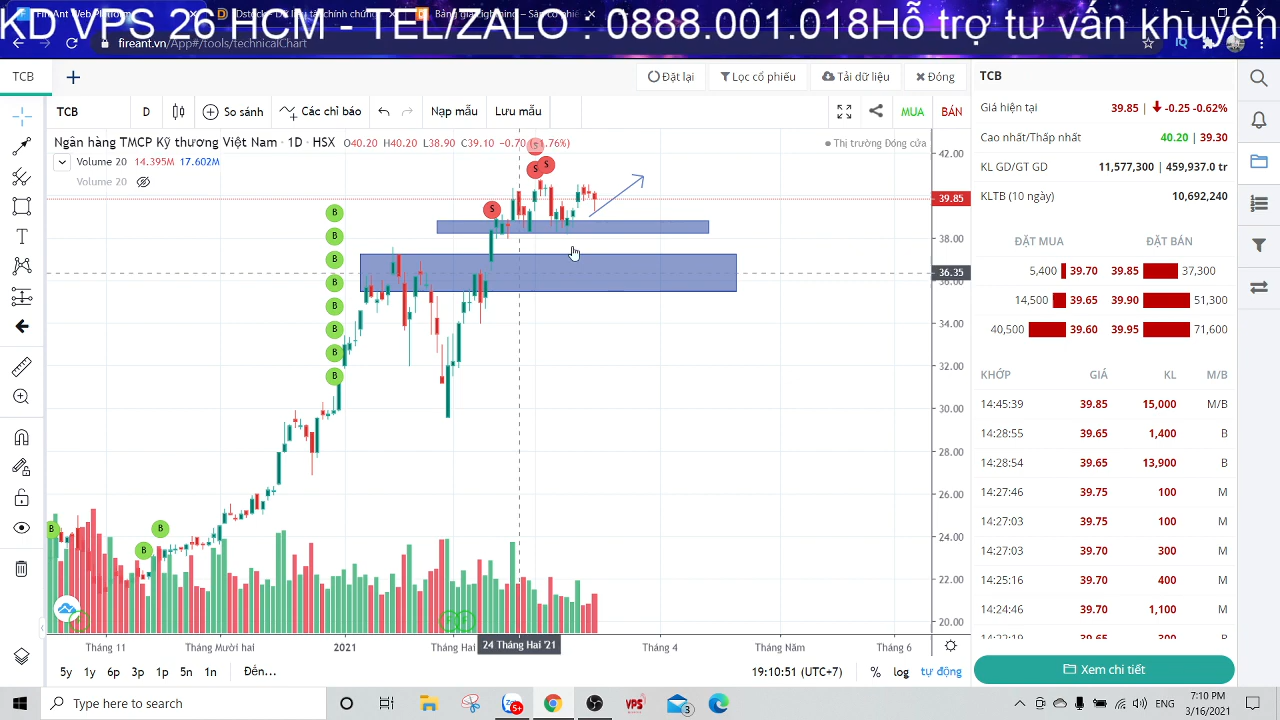 FireAnt Web Platform
KD VPS 26 HCM - TEL/ZALO : 0888.001.018Hỗ trợ tư vấn khuyến
fireant.vn/App#/tools/technicalChart
TCB
Đặt lại
Lọc cổ phiếu
Tải dữ liệu
Đóng
TCB
TCB
D
So sánh
Các chỉ báo
Nạp mẫu
Lưu mẫu
MUA
BÁN
Ngân hàng TMCP Kỹ thương Việt Nam · 1D · HSX O40.20 H40.20 L38.90 C39.10 -0.70 (-1.76%)
Thị trường Đóng cửa
Volume 20 14.395M 17.602M
Volume 20
S
S
S
S
B
B
B
B
B
B
B
B
B
B
B
42.00
39.85
38.00
36.35
36.00
34.00
32.00
30.00
28.00
26.00
24.00
22.00
20.00
Tháng 11
Tháng Mười hai
2021
Tháng Hai
24 Tháng Hai '21
Tháng 4
Tháng Năm
Tháng 6
5y 1y 6p 3p 1p 5n 1n Đến...
19:10:51 (UTC+7)
% log tự động
Giá hiện tại 39.85 -0.25 -0.62%
Cao nhất/Thấp nhất 40.20 | 39.30
KL GD/GT GD 11,577,300 | 459,937.0 tr
KLTB (10 ngày) 10,692,240
ĐẶT MUA ĐẶT BÁN
5,400 39.70 39.85 37,300
14,500 39.65 39.90 51,300
40,500 39.60 39.95 71,600
KHỚP GIÁ KL M/B
14:45:39 39.85 15,000 M/B
14:28:55 39.65 1,400 B
14:28:54 39.65 13,900 B
14:27:46 39.75 100 M
14:27:03 39.75 100 M
14:27:03 39.70 300 M
14:25:16 39.70 400 M
14:24:46 39.70 1,100 M
Xem chi tiết
Type here to search
5+
VPS
3
ENG
7:10 PM
3/16/2021